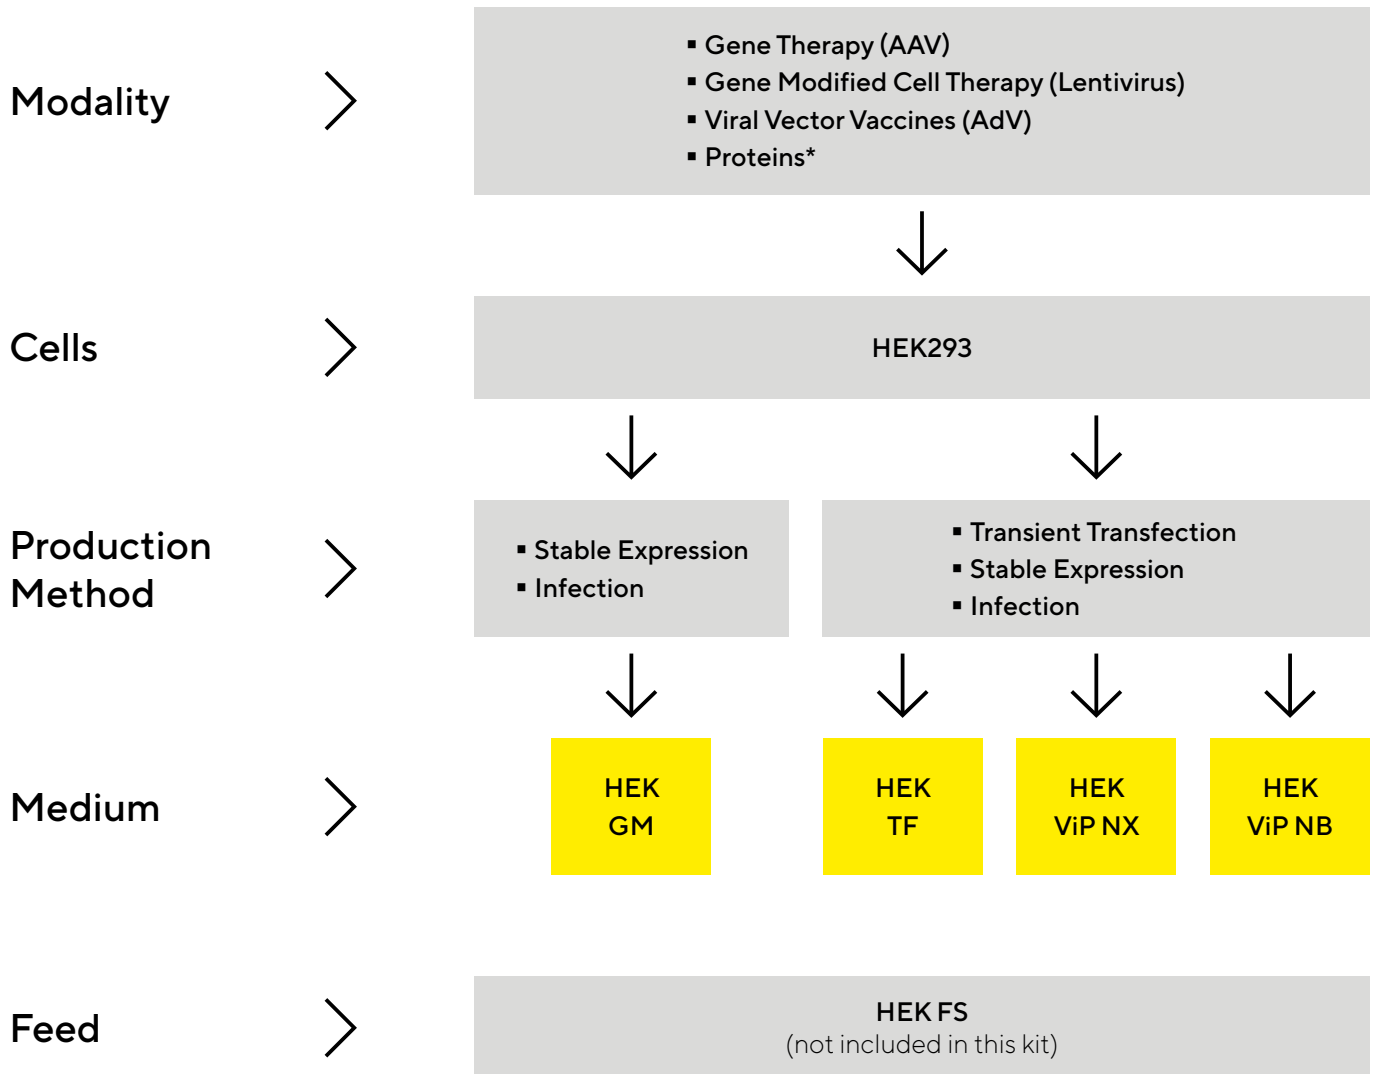 Modality
▪ Gene Therapy (AAV)
▪ Gene Modified Cell Therapy (Lentivirus)
▪ Viral Vector Vaccines (AdV)
▪ Proteins*
Cells
HEK293
Production
Method
▪ Stable Expression
▪ Infection
▪ Transient Transfection
▪ Stable Expression
▪ Infection
Medium
HEK
GM
HEK
TF
HEK
ViP NX
HEK
ViP NB
Feed
HEK FS
(not included in this kit)